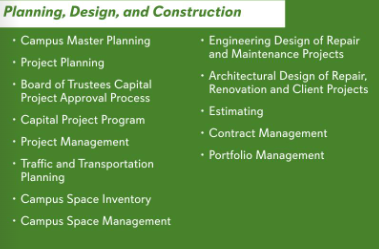 Planning, Design, and Construction
• Campus Master Planning
• Project Planning
• Board of Trustees Capital
Project Approval Process
• Capital Project Program
• Project Management
• Traffic and Transportation
Planning
• Campus Space Inventory
• Campus Space Management
• Engineering Design of Repair
and Maintenance Projects
• Architectural Design of Repair,
Renovation and Client Projects
• Estimating
• Contract Management
• Portfolio Management